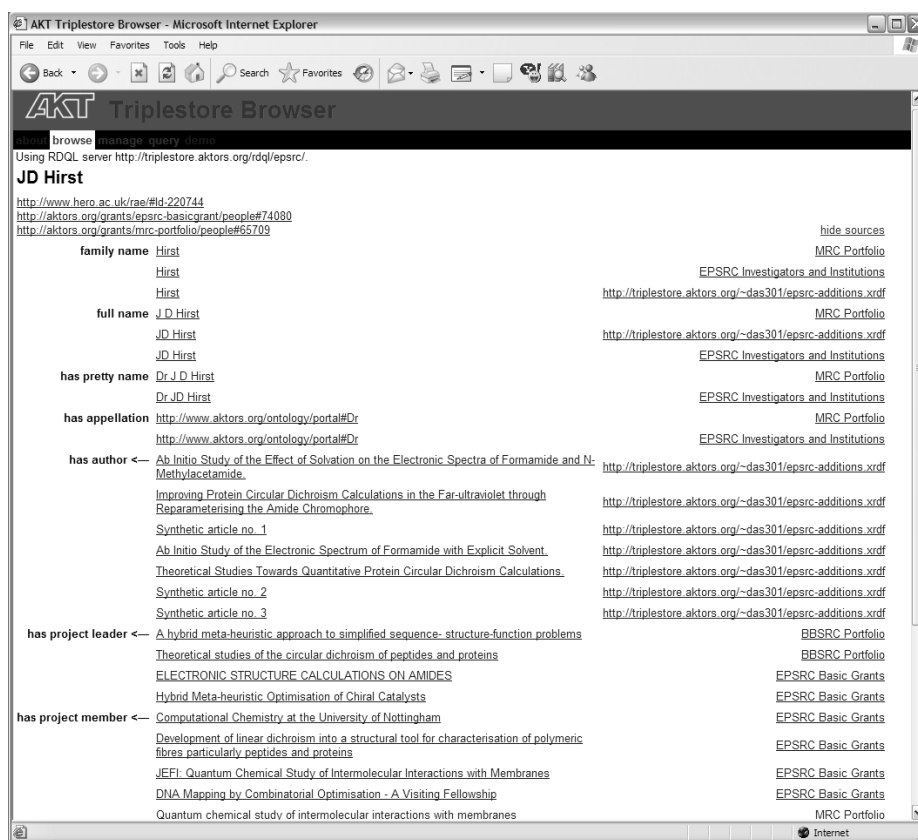 AKT Triplestore Browser - Microsoft Internet Explorer
File Edit View Favorites Tools Help
Back Search Favorites
AKT Triplestore Browser
about browse manage query demo
Using RDQL server http://triplestore.aktors.org/rdql/epsrc/.
JD Hirst
http://www.hero.ac.uk/rae/#Id-220744
http://aktors.org/grants/epsrc-basicgrant/people#74080
http://aktors.org/grants/mrc-portfolio/people#65709 hide sources
family name Hirst MRC Portfolio
Hirst EPSRC Investigators and Institutions
Hirst http://triplestore.aktors.org/~das301/epsrc-additions.xrdf
full name J D Hirst MRC Portfolio
JD Hirst http://triplestore.aktors.org/~das301/epsrc-additions.xrdf
JD Hirst EPSRC Investigators and Institutions
has pretty name Dr J D Hirst MRC Portfolio
Dr JD Hirst EPSRC Investigators and Institutions
has appellation http://www.aktors.org/ontology/portal#Dr MRC Portfolio
http://www.aktors.org/ontology/portal#Dr EPSRC Investigators and Institutions
has author <— Ab Initio Study of the Effect of Solvation on the Electronic Spectra of Formamide and N-
Methylacetamide. http://triplestore.aktors.org/~das301/epsrc-additions.xrdf
Improving Protein Circular Dichroism Calculations in the Far-ultraviolet through
Reparameterising the Amide Chromophore. http://triplestore.aktors.org/~das301/epsrc-additions.xrdf
Synthetic article no. 1 http://triplestore.aktors.org/~das301/epsrc-additions.xrdf
Ab Initio Study of the Electronic Spectrum of Formamide with Explicit Solvent. http://triplestore.aktors.org/~das301/epsrc-additions.xrdf
Theoretical Studies Towards Quantitative Protein Circular Dichroism Calculations. http://triplestore.aktors.org/~das301/epsrc-additions.xrdf
Synthetic article no. 2 http://triplestore.aktors.org/~das301/epsrc-additions.xrdf
Synthetic article no. 3 http://triplestore.aktors.org/~das301/epsrc-additions.xrdf
has project leader <— A hybrid meta-heuristic approach to simplified sequence- structure-function problems BBSRC Portfolio
Theoretical studies of the circular dichroism of peptides and proteins BBSRC Portfolio
ELECTRONIC STRUCTURE CALCULATIONS ON AMIDES EPSRC Basic Grants
Hybrid Meta-heuristic Optimisation of Chiral Catalysts EPSRC Basic Grants
has project member <— Computational Chemistry at the University of Nottingham EPSRC Basic Grants
Development of linear dichroism into a structural tool for characterisation of polymeric
fibres particularly peptides and proteins EPSRC Basic Grants
JEFI: Quantum Chemical Study of Intermolecular Interactions with Membranes EPSRC Basic Grants
DNA Mapping by Combinatorial Optimisation - A Visiting Fellowship EPSRC Basic Grants
Quantum chemical study of intermolecular interactions with membranes MRC Portfolio
Internet